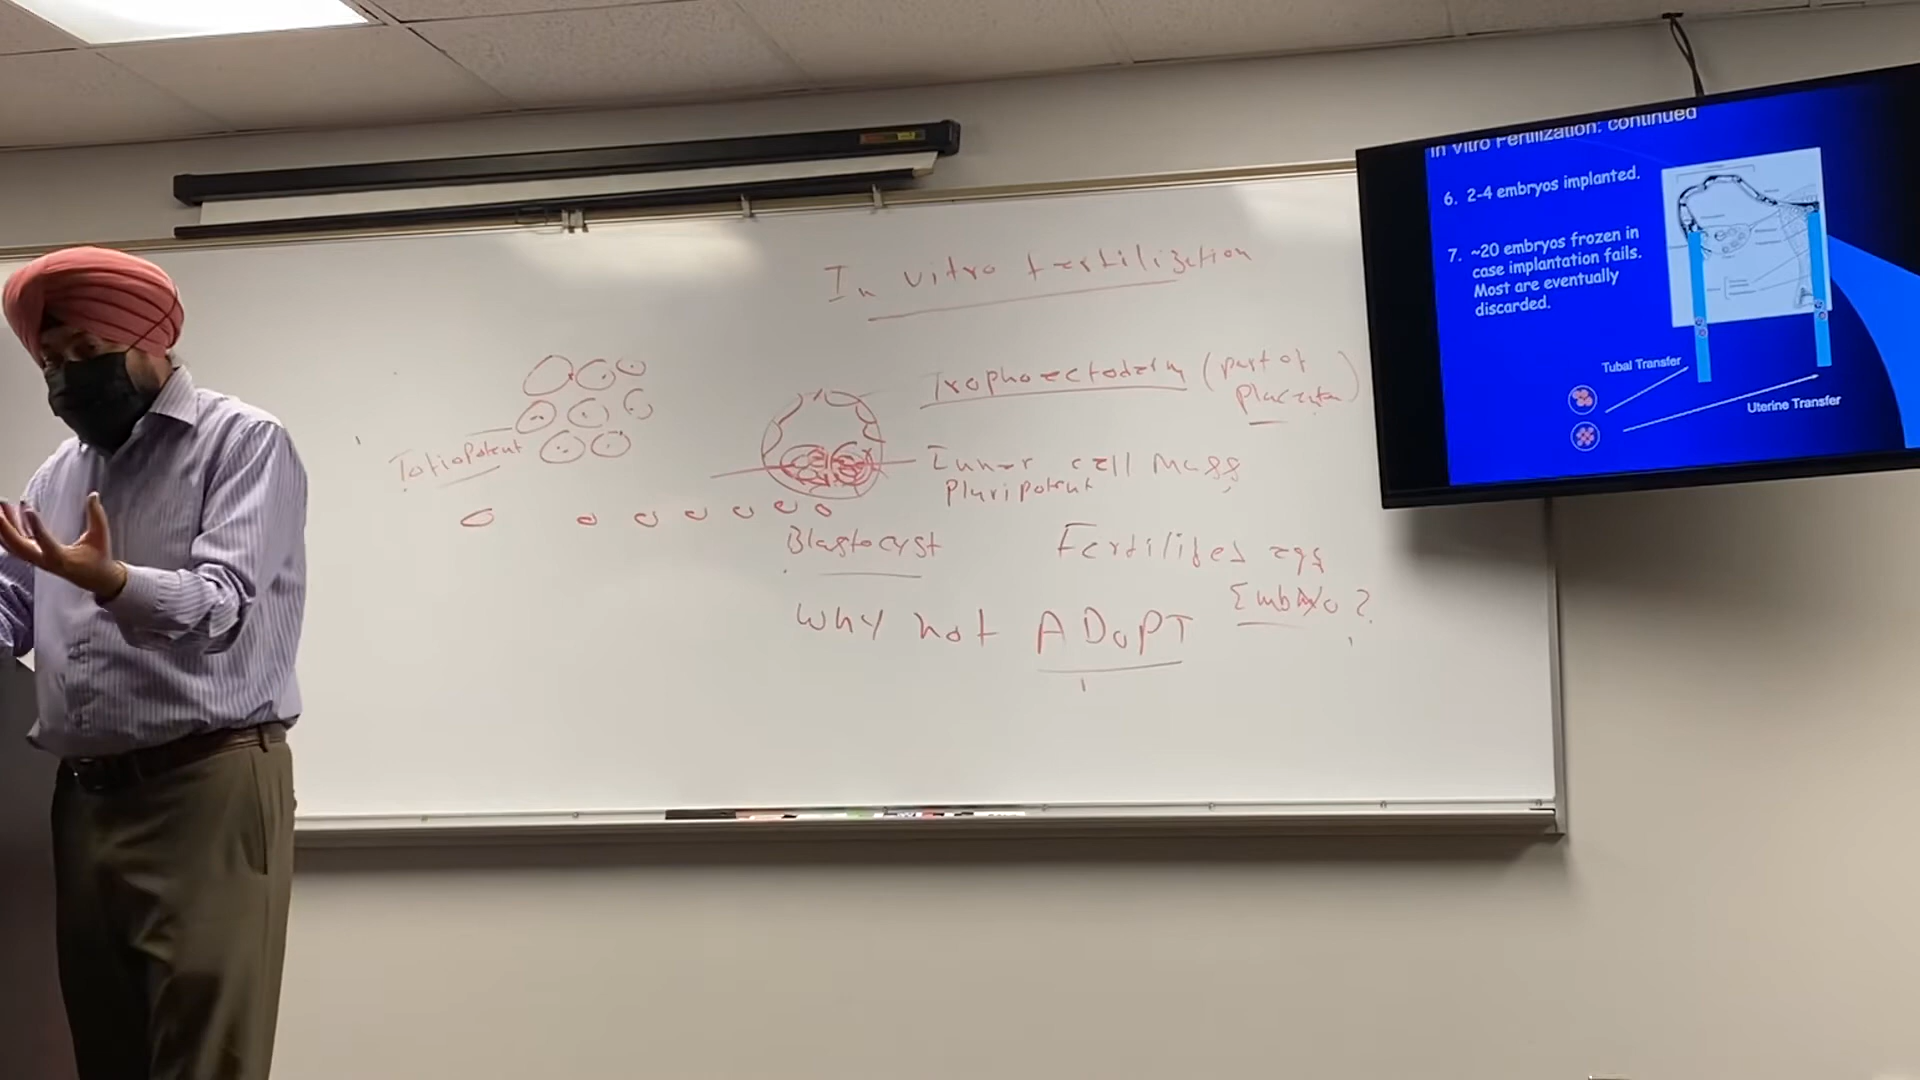 In vitro fertilization
Trophoectoderm (part of
placenta)
Totiopotent
Inner cell Mass
Pluripotent
Blastocyst
Fertilifes egg
Embryo ?
Why not ADOPT
In Vitro Fertilization: continued
6. 2-4 embryos implanted.
7. ~20 embryos frozen in
case implantation fails.
Most are eventually
discarded.
Tubal Transfer
Uterine Transfer